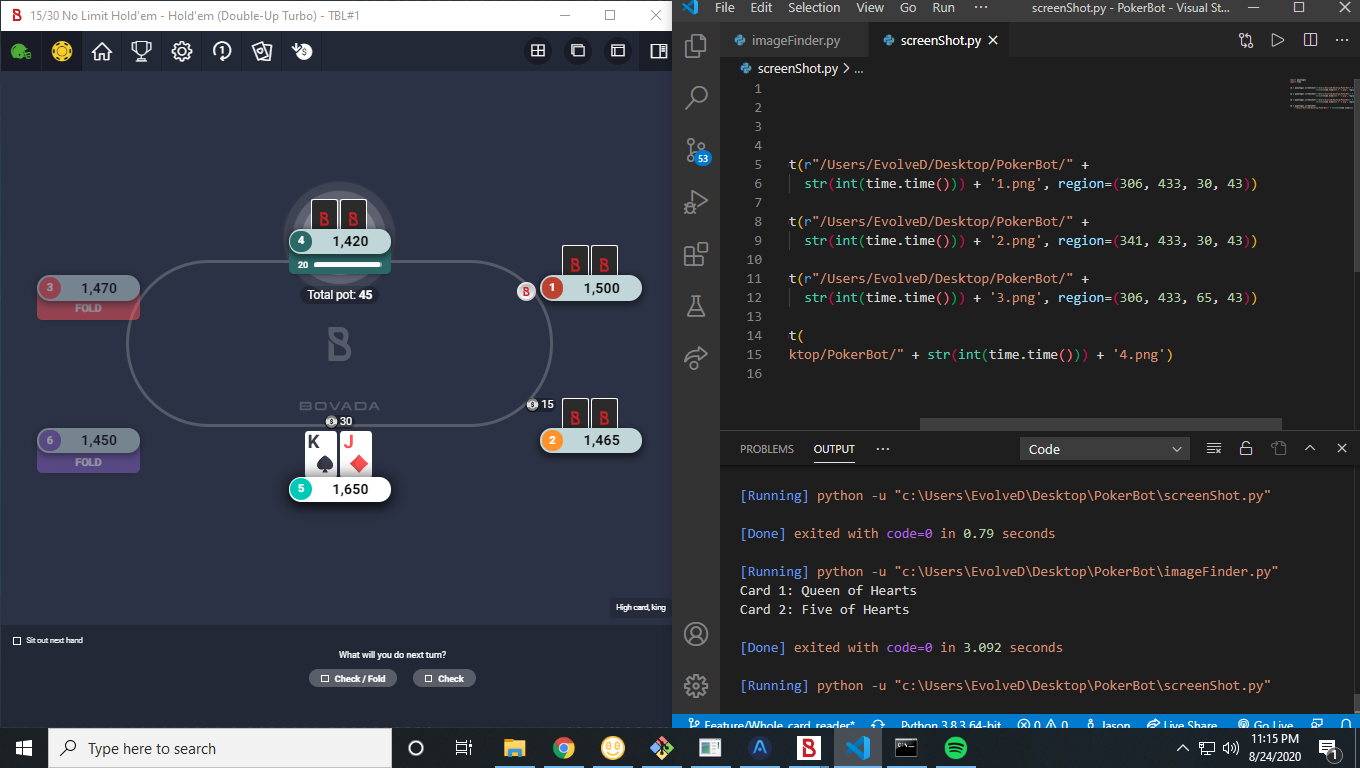 15/30 No Limit Hold'em - Hold'em (Double-Up Turbo) - TBL#1
4 1,420
20
Total pot: 45
3 1,470
FOLD
B 1 1,500
B
BOVADA
30
15
2 1,465
6 1,450
FOLD
K J
5 1,650
High card, king
Sit out next hand
What will you do next turn?
Check / Fold
Check
File Edit Selection View Go Run ··· screenShot.py - PokerBot - Visual St...
imageFinder.py
screenShot.py
screenShot.py > ...
1
2
3
4
5 t(r"/Users/EvolveD/Desktop/PokerBot/" +
6 str(int(time.time())) + '1.png', region=(306, 433, 30, 43))
7
8 t(r"/Users/EvolveD/Desktop/PokerBot/" +
9 str(int(time.time())) + '2.png', region=(341, 433, 30, 43))
10
11 t(r"/Users/EvolveD/Desktop/PokerBot/" +
12 str(int(time.time())) + '3.png', region=(306, 433, 65, 43))
13
14 t(
15 ktop/PokerBot/" + str(int(time.time())) + '4.png')
16
53
PROBLEMS OUTPUT ··· Code
[Running] python -u "c:\Users\EvolveD\Desktop\PokerBot\screenShot.py"
[Done] exited with code=0 in 0.79 seconds
[Running] python -u "c:\Users\EvolveD\Desktop\PokerBot\imageFinder.py"
Card 1: Queen of Hearts
Card 2: Five of Hearts
[Done] exited with code=0 in 3.092 seconds
[Running] python -u "c:\Users\EvolveD\Desktop\PokerBot\screenShot.py"
Feature/Whole_card_reader* Python 3.8.3 64-bit 0 0 Jason Live Share Go Live
Type here to search
11:15 PM
8/24/2020
1